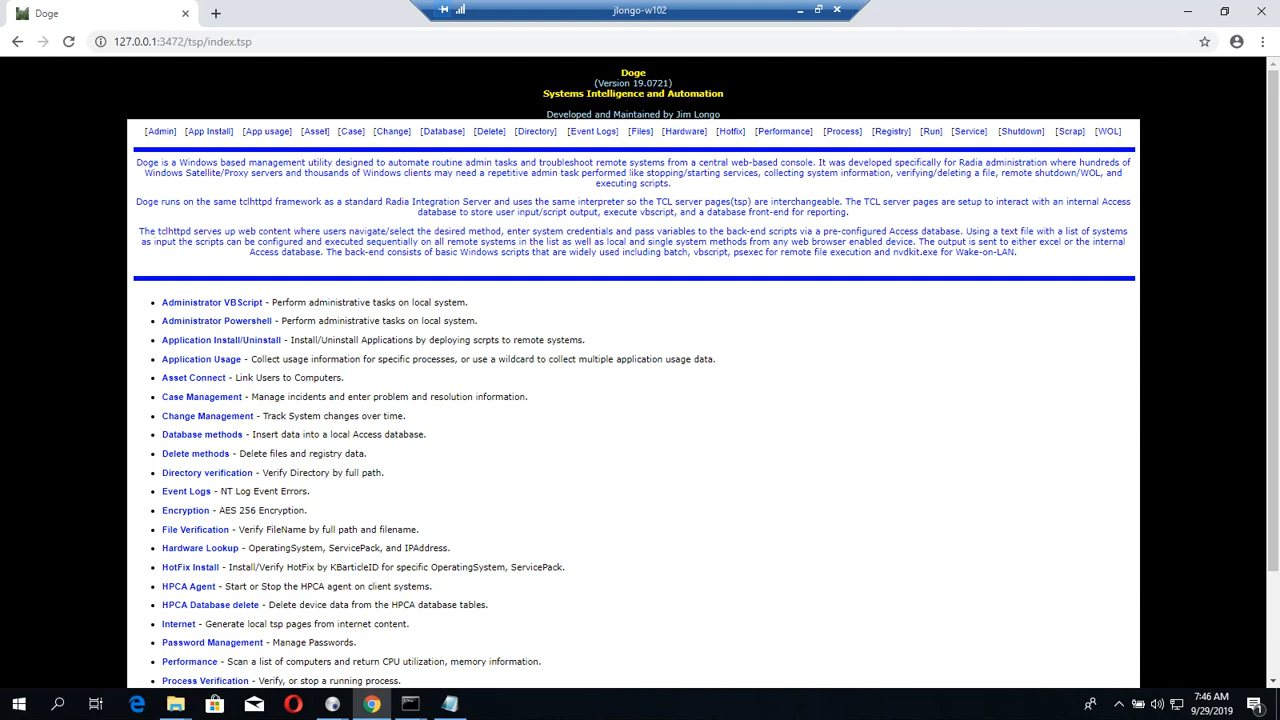 Doge
jlongo-w102
127.0.0.1:3472/tsp/index.tsp
Doge
(Version 19.0721)
Systems Intelligence and Automation
Developed and Maintained by Jim Longo
[Admin] [App Install] [App usage] [Asset] [Case] [Change] [Database] [Delete] [Directory] [Event Logs] [Files] [Hardware] [Hotfix] [Performance] [Process] [Registry] [Run] [Service] [Shutdown] [Scrap] [WOL]
Doge is a Windows based management utility designed to automate routine admin tasks and troubleshoot remote systems from a central web-based console. It was developed specifically for Radia administration where hundreds of
Windows Satellite/Proxy servers and thousands of Windows clients may need a repetitive admin task performed like stopping/starting services, collecting system information, verifying/deleting a file, remote shutdown/WOL, and
executing scripts.
Doge runs on the same tclhttpd framework as a standard Radia Integration Server and uses the same interpreter so the TCL server pages(tsp) are interchangeable. The TCL server pages are setup to interact with an internal Access
database to store user input/script output, execute vbscript, and a database front-end for reporting.
The tclhttpd serves up web content where users navigate/select the desired method, enter system credentials and pass variables to the back-end scripts via a pre-configured Access database. Using a text file with a list of systems
as input the scripts can be configured and executed sequentially on all remote systems in the list as well as local and single system methods from any web browser enabled device. The output is sent to either excel or the internal
Access database. The back-end consists of basic Windows scripts that are widely used including batch, vbscript, psexec for remote file execution and nvdkit.exe for Wake-on-LAN.
• Administrator VBScript - Perform administrative tasks on local system.
• Administrator Powershell - Perform administrative tasks on local system.
• Application Install/Uninstall - Install/Uninstall Applications by deploying scrpts to remote systems.
• Application Usage - Collect usage information for specific processes, or use a wildcard to collect multiple application usage data.
• Asset Connect - Link Users to Computers.
• Case Management - Manage incidents and enter problem and resolution information.
• Change Management - Track System changes over time.
• Database methods - Insert data into a local Access database.
• Delete methods - Delete files and registry data.
• Directory verification - Verify Directory by full path.
• Event Logs - NT Log Event Errors.
• Encryption - AES 256 Encryption.
• File Verification - Verify FileName by full path and filename.
• Hardware Lookup - OperatingSystem, ServicePack, and IPAddress.
• HotFix Install - Install/Verify HotFix by KBarticleID for specific OperatingSystem, ServicePack.
• HPCA Agent - Start or Stop the HPCA agent on client systems.
• HPCA Database delete - Delete device data from the HPCA database tables.
• Internet - Generate local tsp pages from internet content.
• Password Management - Manage Passwords.
• Performance - Scan a list of computers and return CPU utilization, memory information.
• Process Verification - Verify, or stop a running process.
7:46 AM
9/29/2019
1